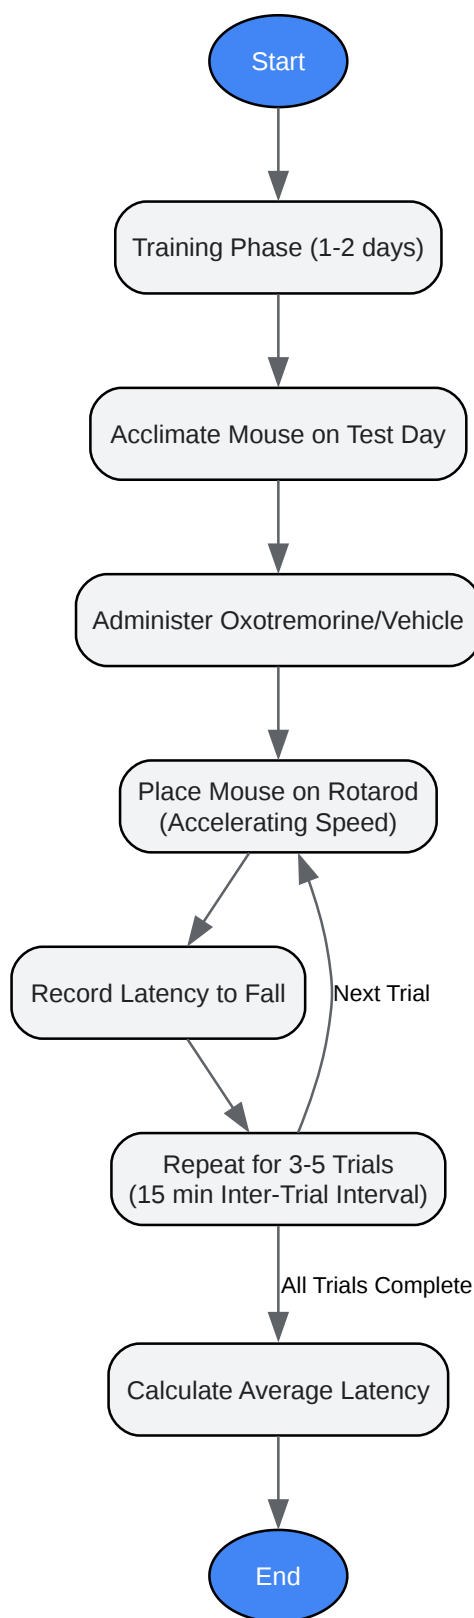 Start
Training Phase (1-2 days)
Acclimate Mouse on Test Day
Administer Oxotremorine/Vehicle
Place Mouse on Rotarod
(Accelerating Speed)
Record Latency to Fall
Next Trial
Repeat for 3-5 Trials
(15 min Inter-Trial Interval)
All Trials Complete
Calculate Average Latency
End